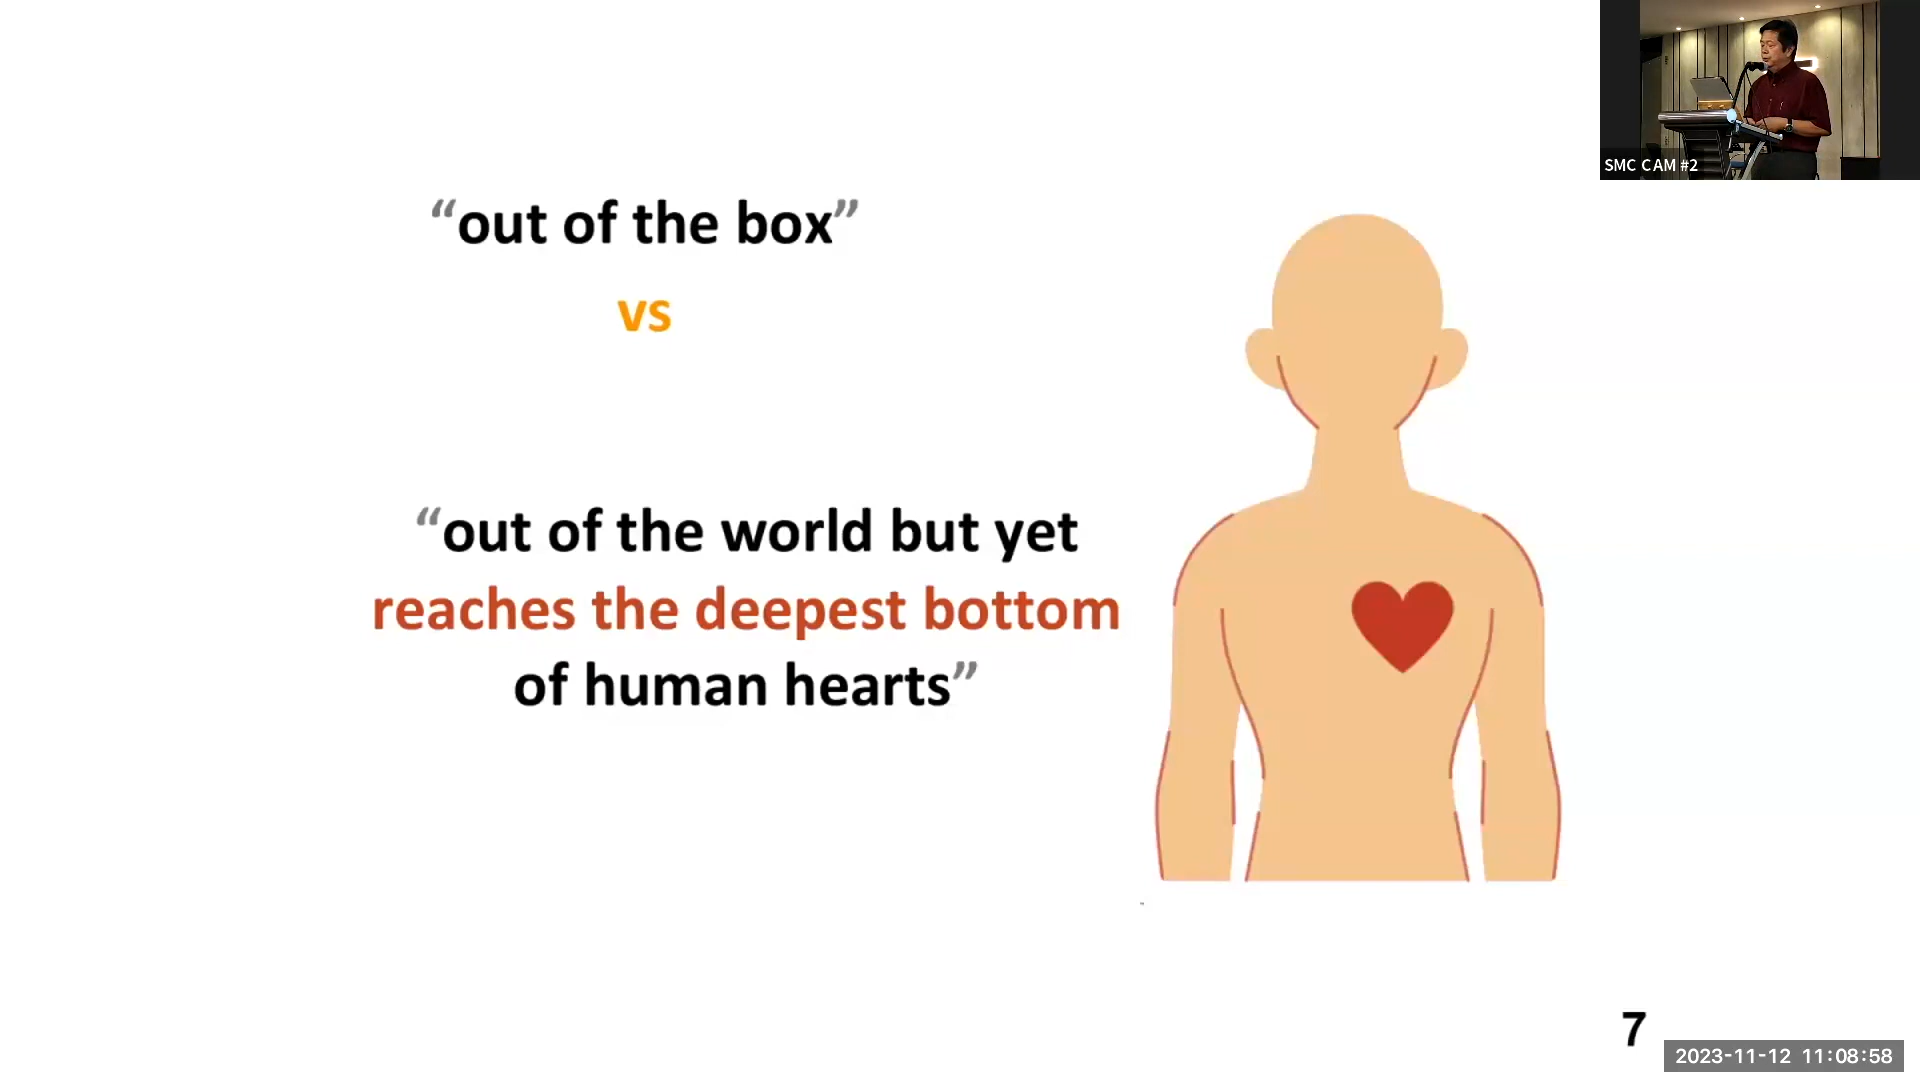 SMC CAM #2
“out of the box”
vs
“out of the world but yet
reaches the deepest bottom
of human hearts”
7
2023-11-12 11:08:58